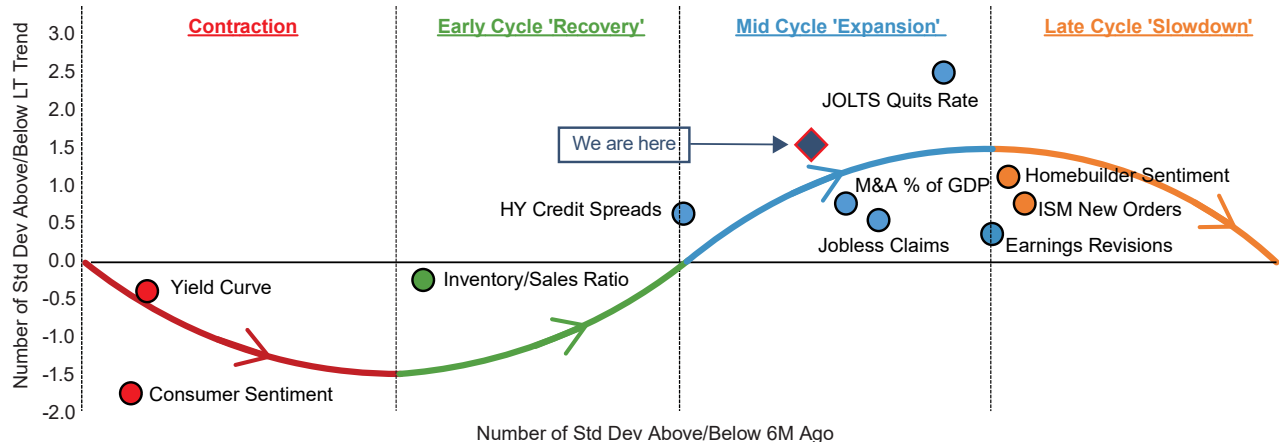 Contraction
Early Cycle 'Recovery'
Mid Cycle 'Expansion'
Late Cycle 'Slowdown'
Number of Std Dev Above/Below LT Trend
3.0
2.5
2.0
1.5
1.0
0.5
0.0
-0.5
-1.0
-1.5
-2.0
JOLTS Quits Rate
We are here
M&A % of GDP
Homebuilder Sentiment
HY Credit Spreads
ISM New Orders
Jobless Claims
Earnings Revisions
Yield Curve
Inventory/Sales Ratio
Consumer Sentiment
Number of Std Dev Above/Below 6M Ago